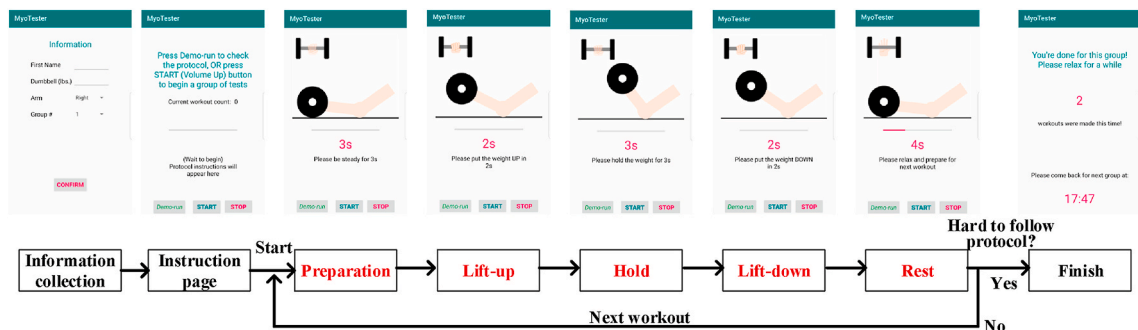 MyoTester
Information
First Name
Dumbbell (lbs.)
Arm Right
Group # 1
CONFIRM
MyoTester
Press Demo-run to check
the protocol, OR press
START (Volume Up) button
to begin a group of tests
Current workout count: 0
(Wait to begin)
Protocol instructions will
appear here
Demo-run START STOP
MyoTester
3s
Please be steady for 3s
Demo-run START STOP
MyoTester
2s
Please put the weight UP in
2s
Demo-run START STOP
MyoTester
3s
Please hold the weight for 3s
Demo-run START STOP
MyoTester
2s
Please put the weight DOWN
in 2s
Demo-run START STOP
MyoTester
4s
Please relax and prepare for
next workout
Demo-run START STOP
MyoTester
You're done for this group!
Please relax for a while
2
workouts were made this time!
Please come back for next group at:
17:47
Information
collection
Instruction
page
Start
Preparation
Lift-up
Hold
Lift-down
Rest
Hard to follow
protocol?
Yes
Finish
Next workout
No